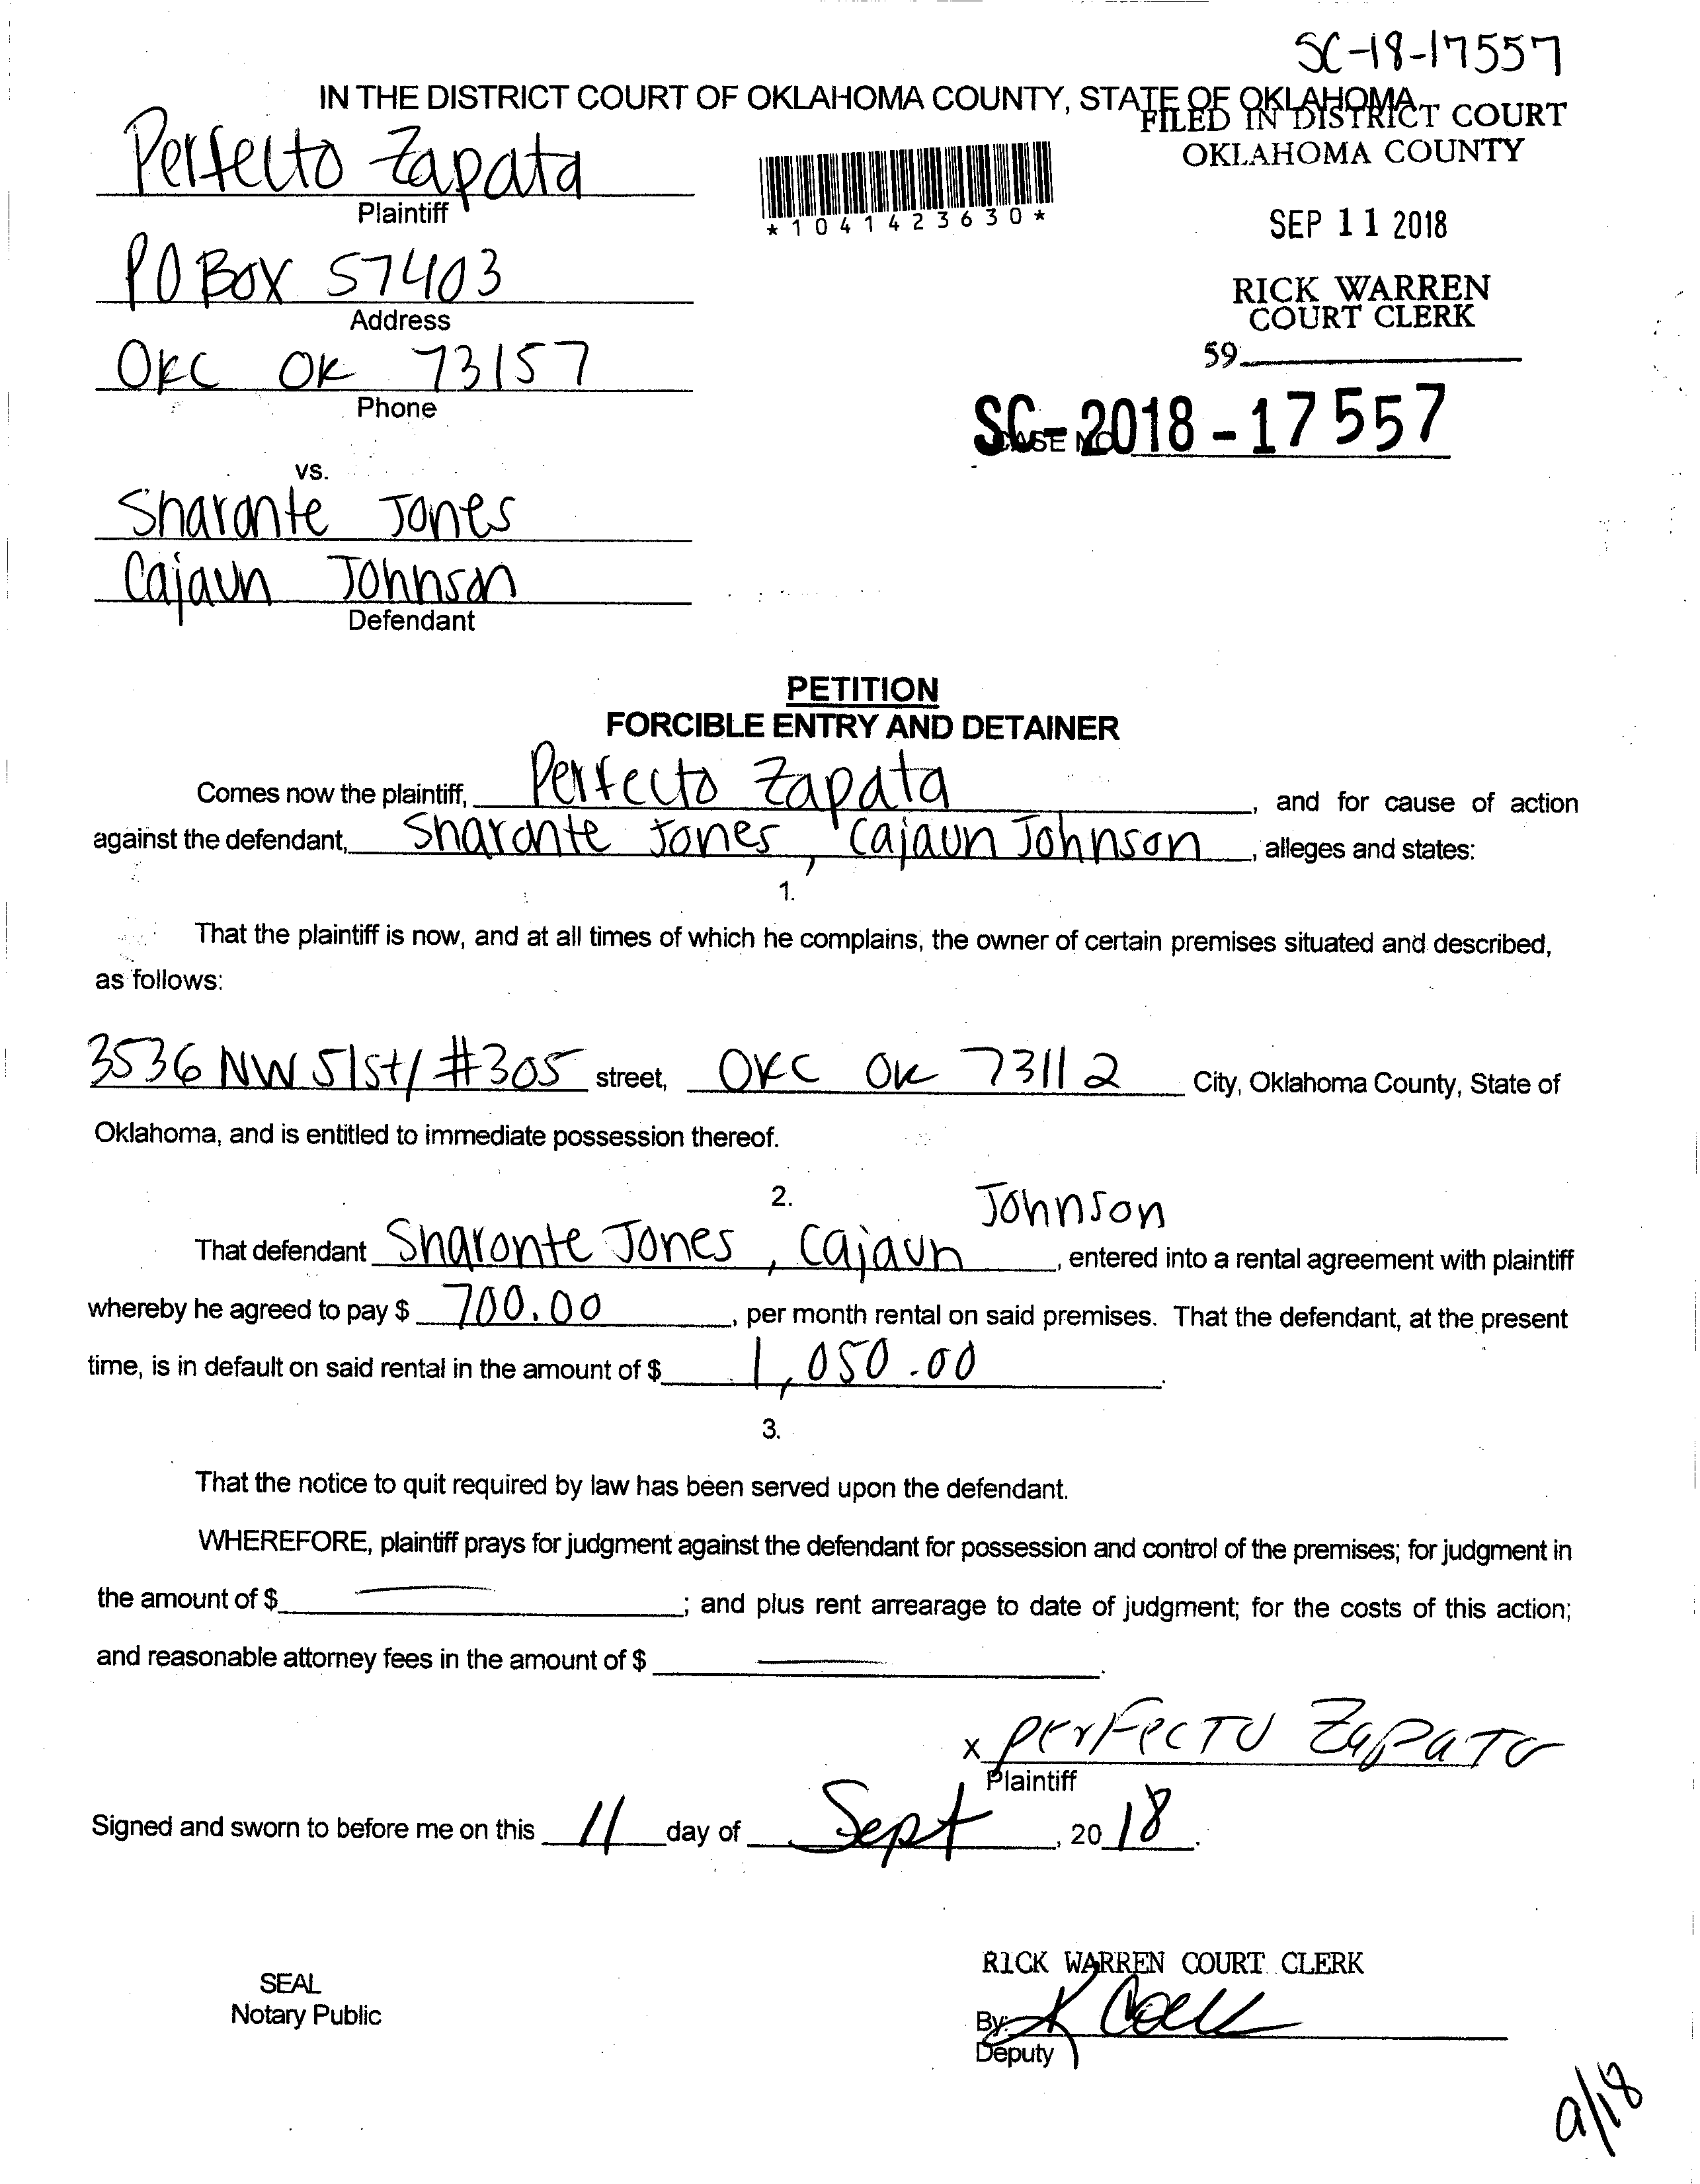 SC-18-17557
IN THE DISTRICT COURT OF OKLAHOMA COUNTY, STATE OF OKLAHOMA
FILED IN DISTRICT COURT
OKLAHOMA COUNTY
Perfecto Zapata
Plaintiff
*1041423630*
SEP 11 2018
PO BOX 57403
Address
RICK WARREN
COURT CLERK
59
OKC OK 73157
Phone
SC-2018-17557
CASE NO.
vs.
Sharonte Jones
Cajaun Johnson
Defendant
PETITION
FORCIBLE ENTRY AND DETAINER
Comes now the plaintiff, Perfecto Zapata, and for cause of action
against the defendant, Sharonte Jones, Cajaun Johnson, alleges and states:
1.
That the plaintiff is now, and at all times of which he complains, the owner of certain premises situated and described,
as follows:
3536 NW 51st/ #305 street, OKC OK 73112 City, Oklahoma County, State of
Oklahoma, and is entitled to immediate possession thereof.
2.
That defendant Sharonte Jones, Cajaun Johnson, entered into a rental agreement with plaintiff
whereby he agreed to pay $ 700.00, per month rental on said premises. That the defendant, at the present
time, is in default on said rental in the amount of $ 1,050.00.
3.
That the notice to quit required by law has been served upon the defendant.
WHEREFORE, plaintiff prays for judgment against the defendant for possession and control of the premises; for judgment in
the amount of $ —; and plus rent arrearage to date of judgment; for the costs of this action;
and reasonable attorney fees in the amount of $ —.
x Perfecto Zapata
Plaintiff
Signed and sworn to before me on this 11 day of Sept, 2018.
RICK WARREN COURT CLERK
SEAL
Notary Public
By: K
Deputy
9/18